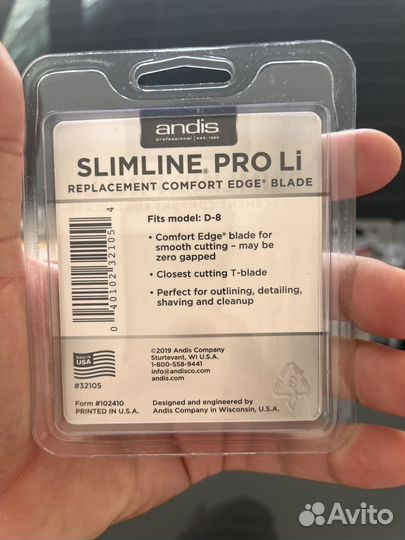 andis
professional | est. 1922
SLIMLINE® PRO Li
REPLACEMENT COMFORT EDGE® BLADE
Fits model: D-8
• Comfort Edge® blade for
smooth cutting – may be
zero gapped
• Closest cutting T-blade
• Perfect for outlining, detailing,
shaving and cleanup
0 40102 32105 4
MADE IN
USA
#32105
©2019 Andis Company
Sturtevant, WI U.S.A.
1-800-558-9441
info@andisco.com
andis.com
Form #102410
PRINTED IN U.S.A.
Designed and engineered by
Andis Company in Wisconsin, U.S.A.
Avito